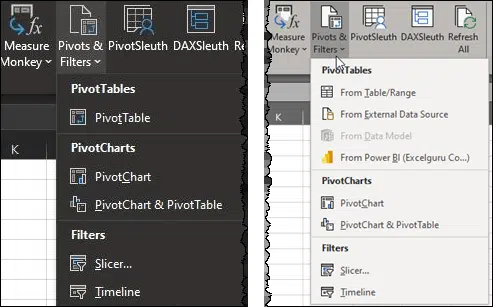 Measure Pivots & PivotSleuth DAXSleuth Re
Monkey Filters
PivotTables
PivotTable
K
PivotCharts
PivotChart
PivotChart & PivotTable
Filters
Slicer...
Timeline
Measure Pivots & PivotSleuth DAXSleuth Refresh
Monkey Filters All
PivotTables
From Table/Range
From External Data Source
K
From Data Model
From Power BI (Excelguru Co...)
PivotCharts
PivotChart
PivotChart & PivotTable
Filters
Slicer...
Timeline